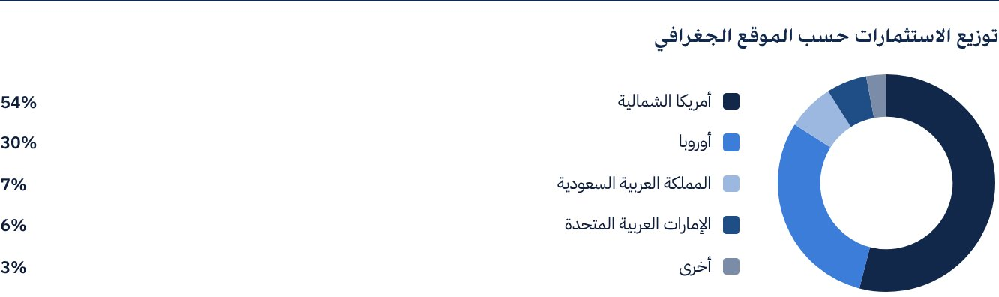 توزيع الاستثمارات حسب الموقع الجغرافي
أمريكا الشمالية 54%
أوروبا 30%
المملكة العربية السعودية 7%
الإمارات العربية المتحدة 6%
أخرى 3%